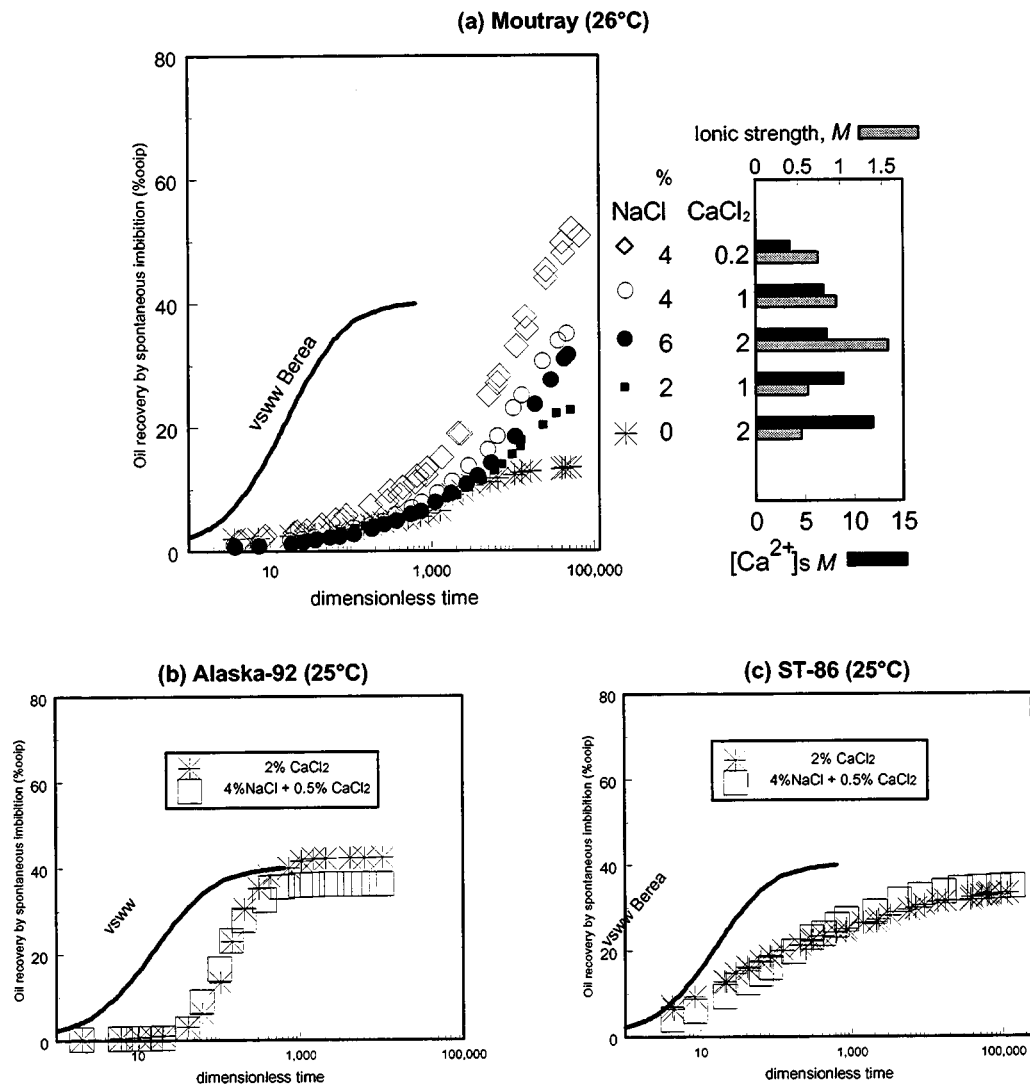 (a) Moutray (26°C)
Oil recovery by spontaneous imbibition (%ooip)
80
60
40
20
0
vsww Berea
10
1,000
100,000
dimensionless time
%
NaCl
CaCl2
4
0.2
4
1
6
2
2
1
0
2
Ionic strength, M
0 0.5 1 1.5
0 5 10 15
[Ca2+]s M
(b) Alaska-92 (25°C)
Oil recovery by spontaneous imbibition (%ooip)
80
60
40
20
0
2% CaCl2
4%NaCl + 0.5% CaCl2
vsww
10
1,000
100,000
dimensionless time
(c) ST-86 (25°C)
Oil recovery by spontaneous imbibition (%ooip)
80
60
40
20
0
2% CaCl2
4%NaCl + 0.5% CaCl2
vsww Berea
10
1,000
100,000
dimensionless time